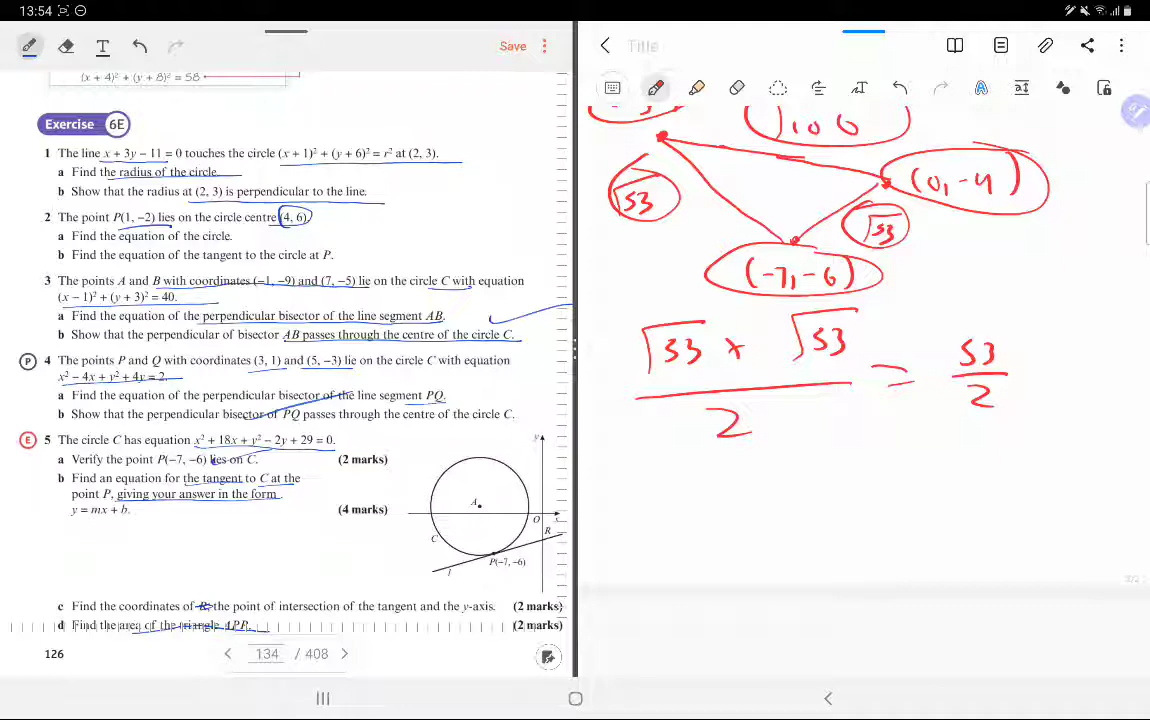 13:54
Save
Title
(x + 4)² + (y + 8)² = 58
Exercise 6E
1 The line x + 3y − 11 = 0 touches the circle (x + 1)² + (y + 6)² = r² at (2, 3).
a Find the radius of the circle.
b Show that the radius at (2, 3) is perpendicular to the line.
2 The point P(1, −2) lies on the circle centre (4, 6).
a Find the equation of the circle.
b Find the equation of the tangent to the circle at P.
3 The points A and B with coordinates (−1, −9) and (7, −5) lie on the circle C with equation
(x − 1)² + (y + 3)² = 40.
a Find the equation of the perpendicular bisector of the line segment AB.
b Show that the perpendicular of bisector AB passes through the centre of the circle C.
P 4 The points P and Q with coordinates (3, 1) and (5, −3) lie on the circle C with equation
x² − 4x + y² + 4y = 2.
a Find the equation of the perpendicular bisector of the line segment PQ.
b Show that the perpendicular bisector of PQ passes through the centre of the circle C.
E 5 The circle C has equation x² + 18x + y² − 2y + 29 = 0.
a Verify the point P(−7, −6) lies on C. (2 marks)
b Find an equation for the tangent to C at the
point P, giving your answer in the form
y = mx + b. (4 marks)
y
A
O
x
R
C
P(−7, −6)
l
c Find the coordinates of R, the point of intersection of the tangent and the y-axis. (2 marks)
d Find the area of the triangle APR. (2 marks)
126
134 / 408
√106
(0, -4)
√53
√53
(-7, -6)
√53 × √53
2
= 53
2